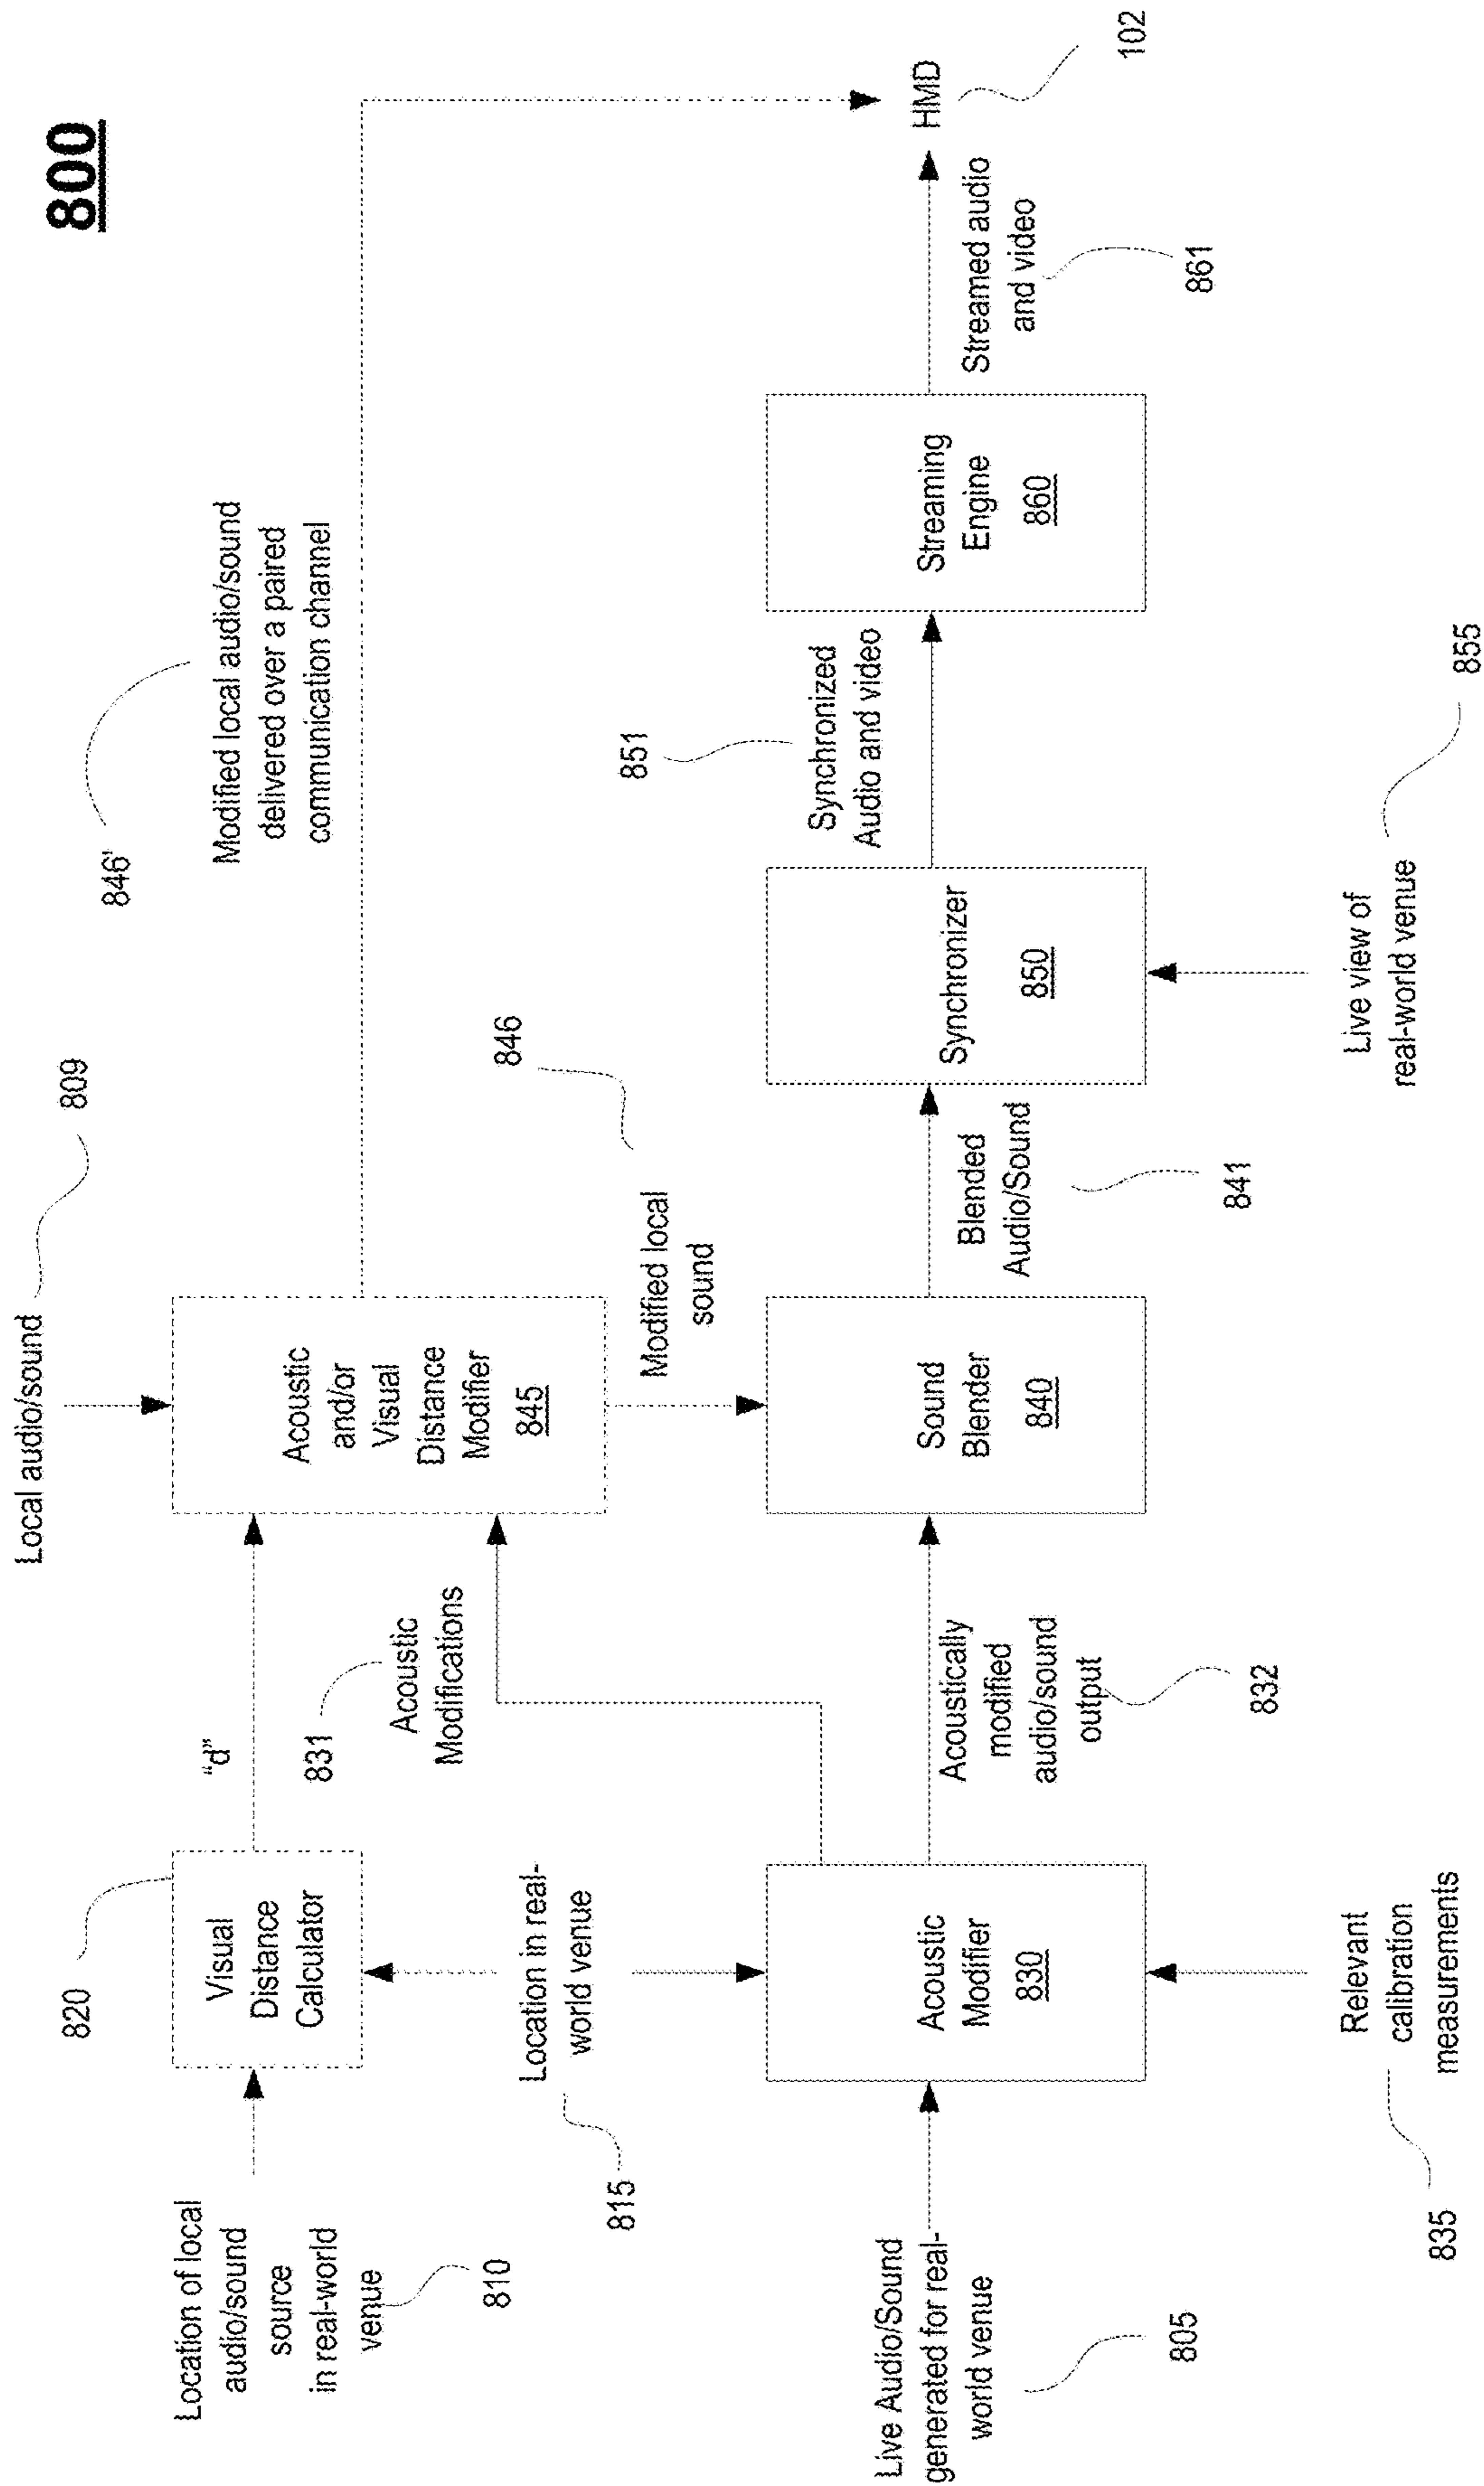 800
Local audio/sound
809
846'
Modified local audio/sound
delivered over a paired
communication channel
Location of local
audio/sound
source
in real-world
venue
810
820
Visual
Distance
Calculator
"d"
831
Acoustic
Modifications
Acoustic
and/or
Visual
Distance
Modifier
845
Location in real-
world venue
815
Modified local
sound
846
Live Audio/Sound
generated for real-
world venue
805
Acoustic
Modifier
830
Acoustically
modified
audio/sound
output
832
Sound
Blender
840
Blended
Audio/Sound
841
Synchronizer
850
851
Synchronized
Audio and video
Streaming
Engine
860
Streamed audio
and video
861
HMD
102
Relevant
calibration
measurements
835
Live view of
real-world venue
855